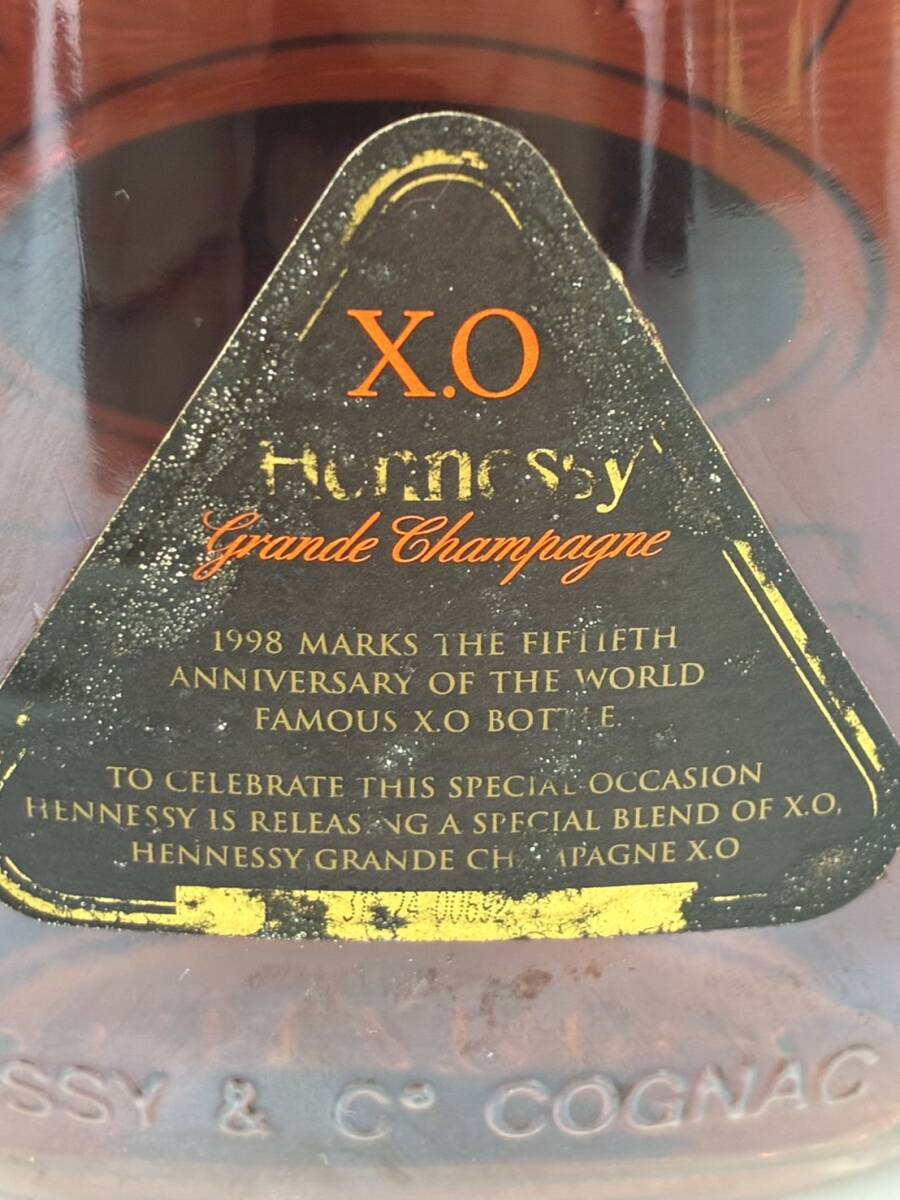 X.O
Hennessy
Grande Champagne
1998 MARKS THE FIFTIETH
ANNIVERSARY OF THE WORLD
FAMOUS X.O BOTTLE.
TO CELEBRATE THIS SPECIAL OCCASION
HENNESSY IS RELEASING A SPECIAL BLEND OF X.O,
HENNESSY GRANDE CHAMPAGNE X.O
SSY & Cº COGNAC